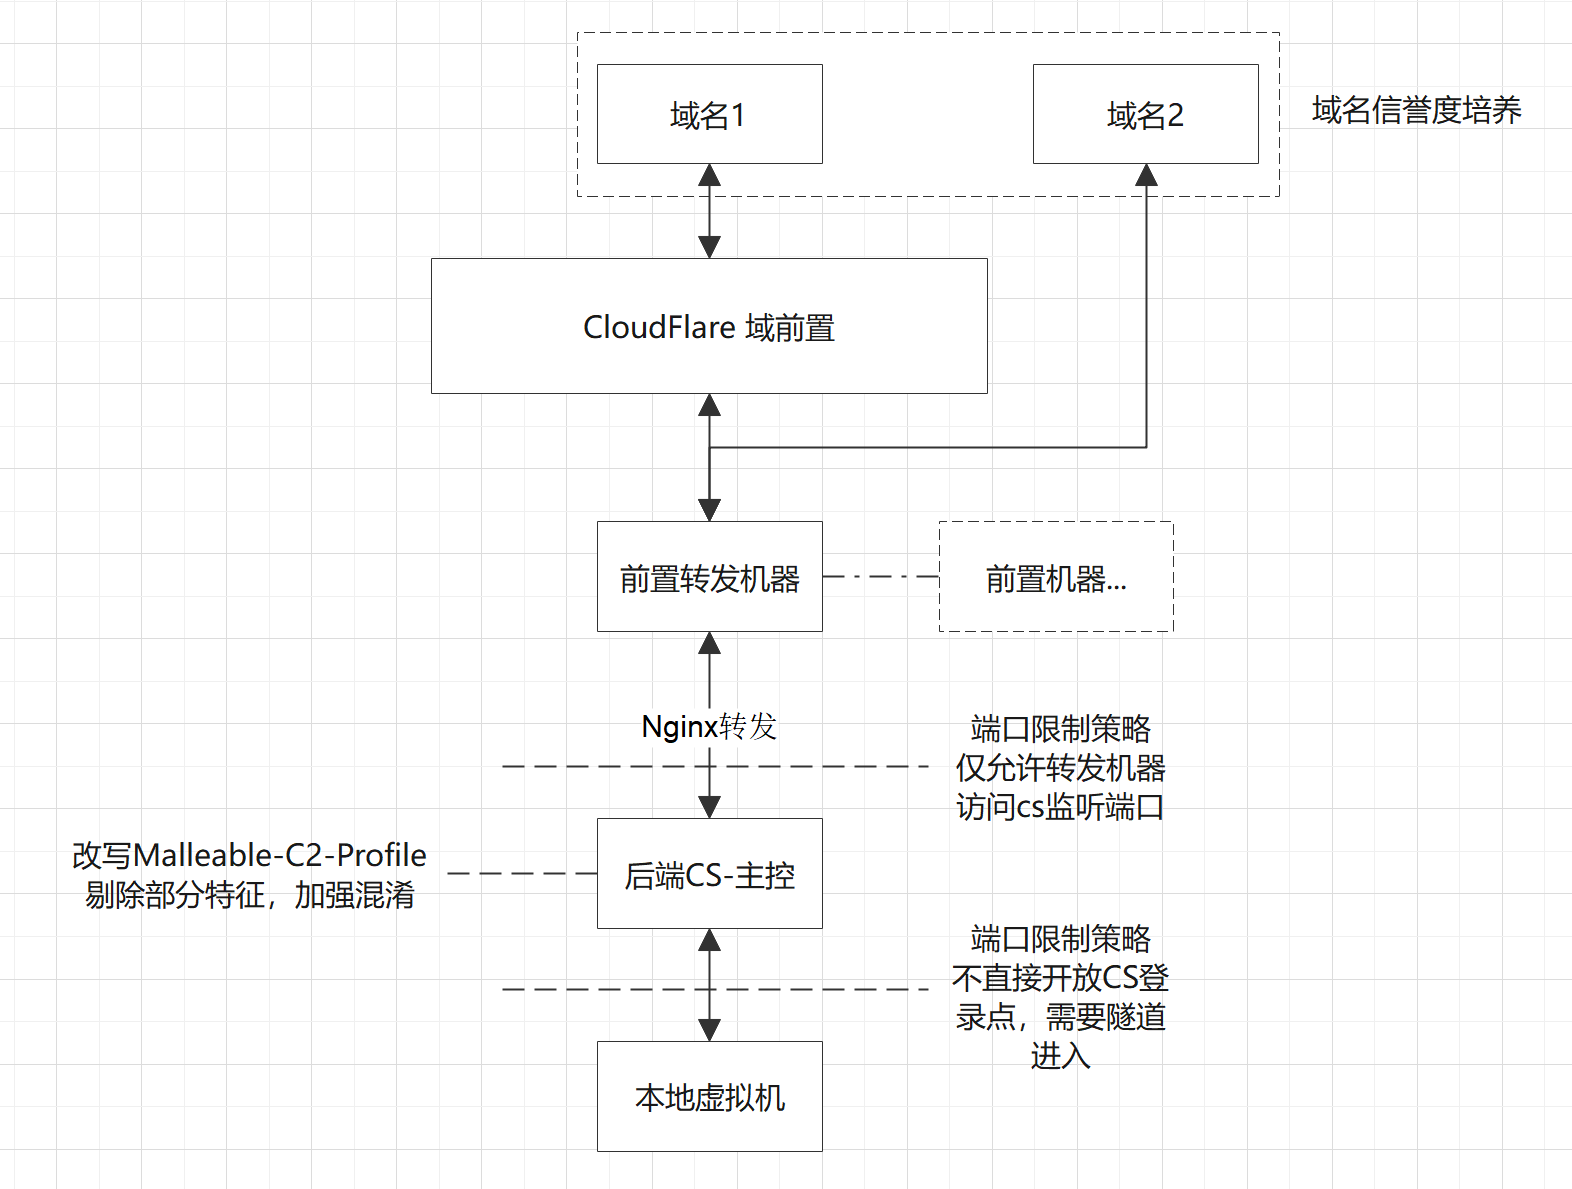 域名1
域名2
域名信誉度培养
CloudFlare 域前置
前置转发机器
前置机器...
Nginx转发
端口限制策略
仅允许转发机器
访问cs监听端口
改写Malleable-C2-Profile
剔除部分特征，加强混淆
后端CS-主控
端口限制策略
不直接开放CS登
录点，需要隧道
进入
本地虚拟机